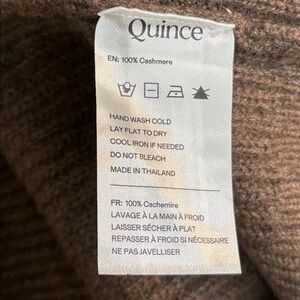 Quince
EN: 100% Cashmere
HAND WASH COLD
LAY FLAT TO DRY
COOL IRON IF NEEDED
DO NOT BLEACH
MADE IN THAILAND
FR: 100% Cachemire
LAVAGE À LA MAIN À FROID
LAISSER SÉCHER À PLAT
REPASSER À FROID SI NÉCESSAIRE
NE PAS JAVELLISER